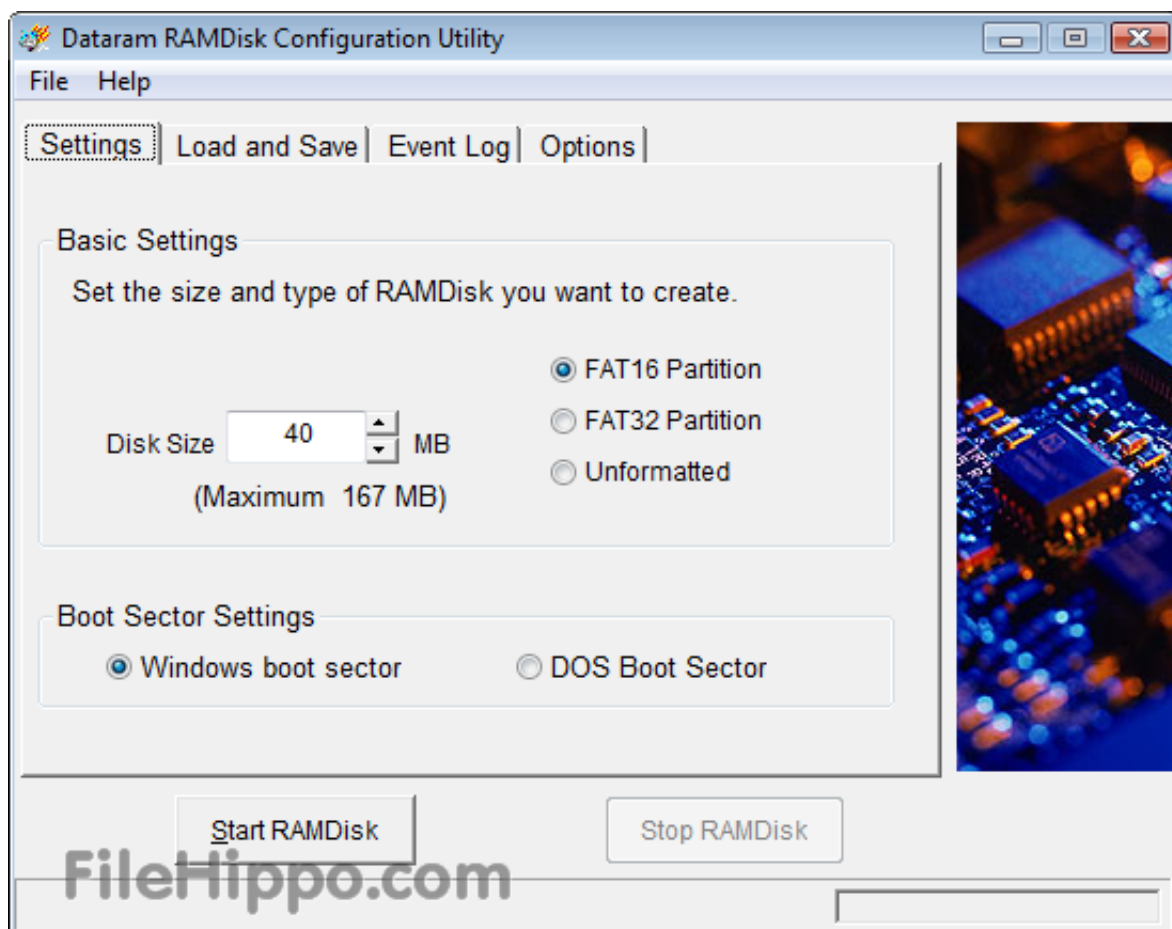 Dataram RAMDisk Configuration Utility
File Help
Settings Load and Save Event Log Options
Basic Settings
Set the size and type of RAMDisk you want to create.
FAT16 Partition
FAT32 Partition
Disk Size 40 MB
Unformatted
(Maximum 167 MB)
Boot Sector Settings
Windows boot sector DOS Boot Sector
Start RAMDisk Stop RAMDisk
FileHippo.com